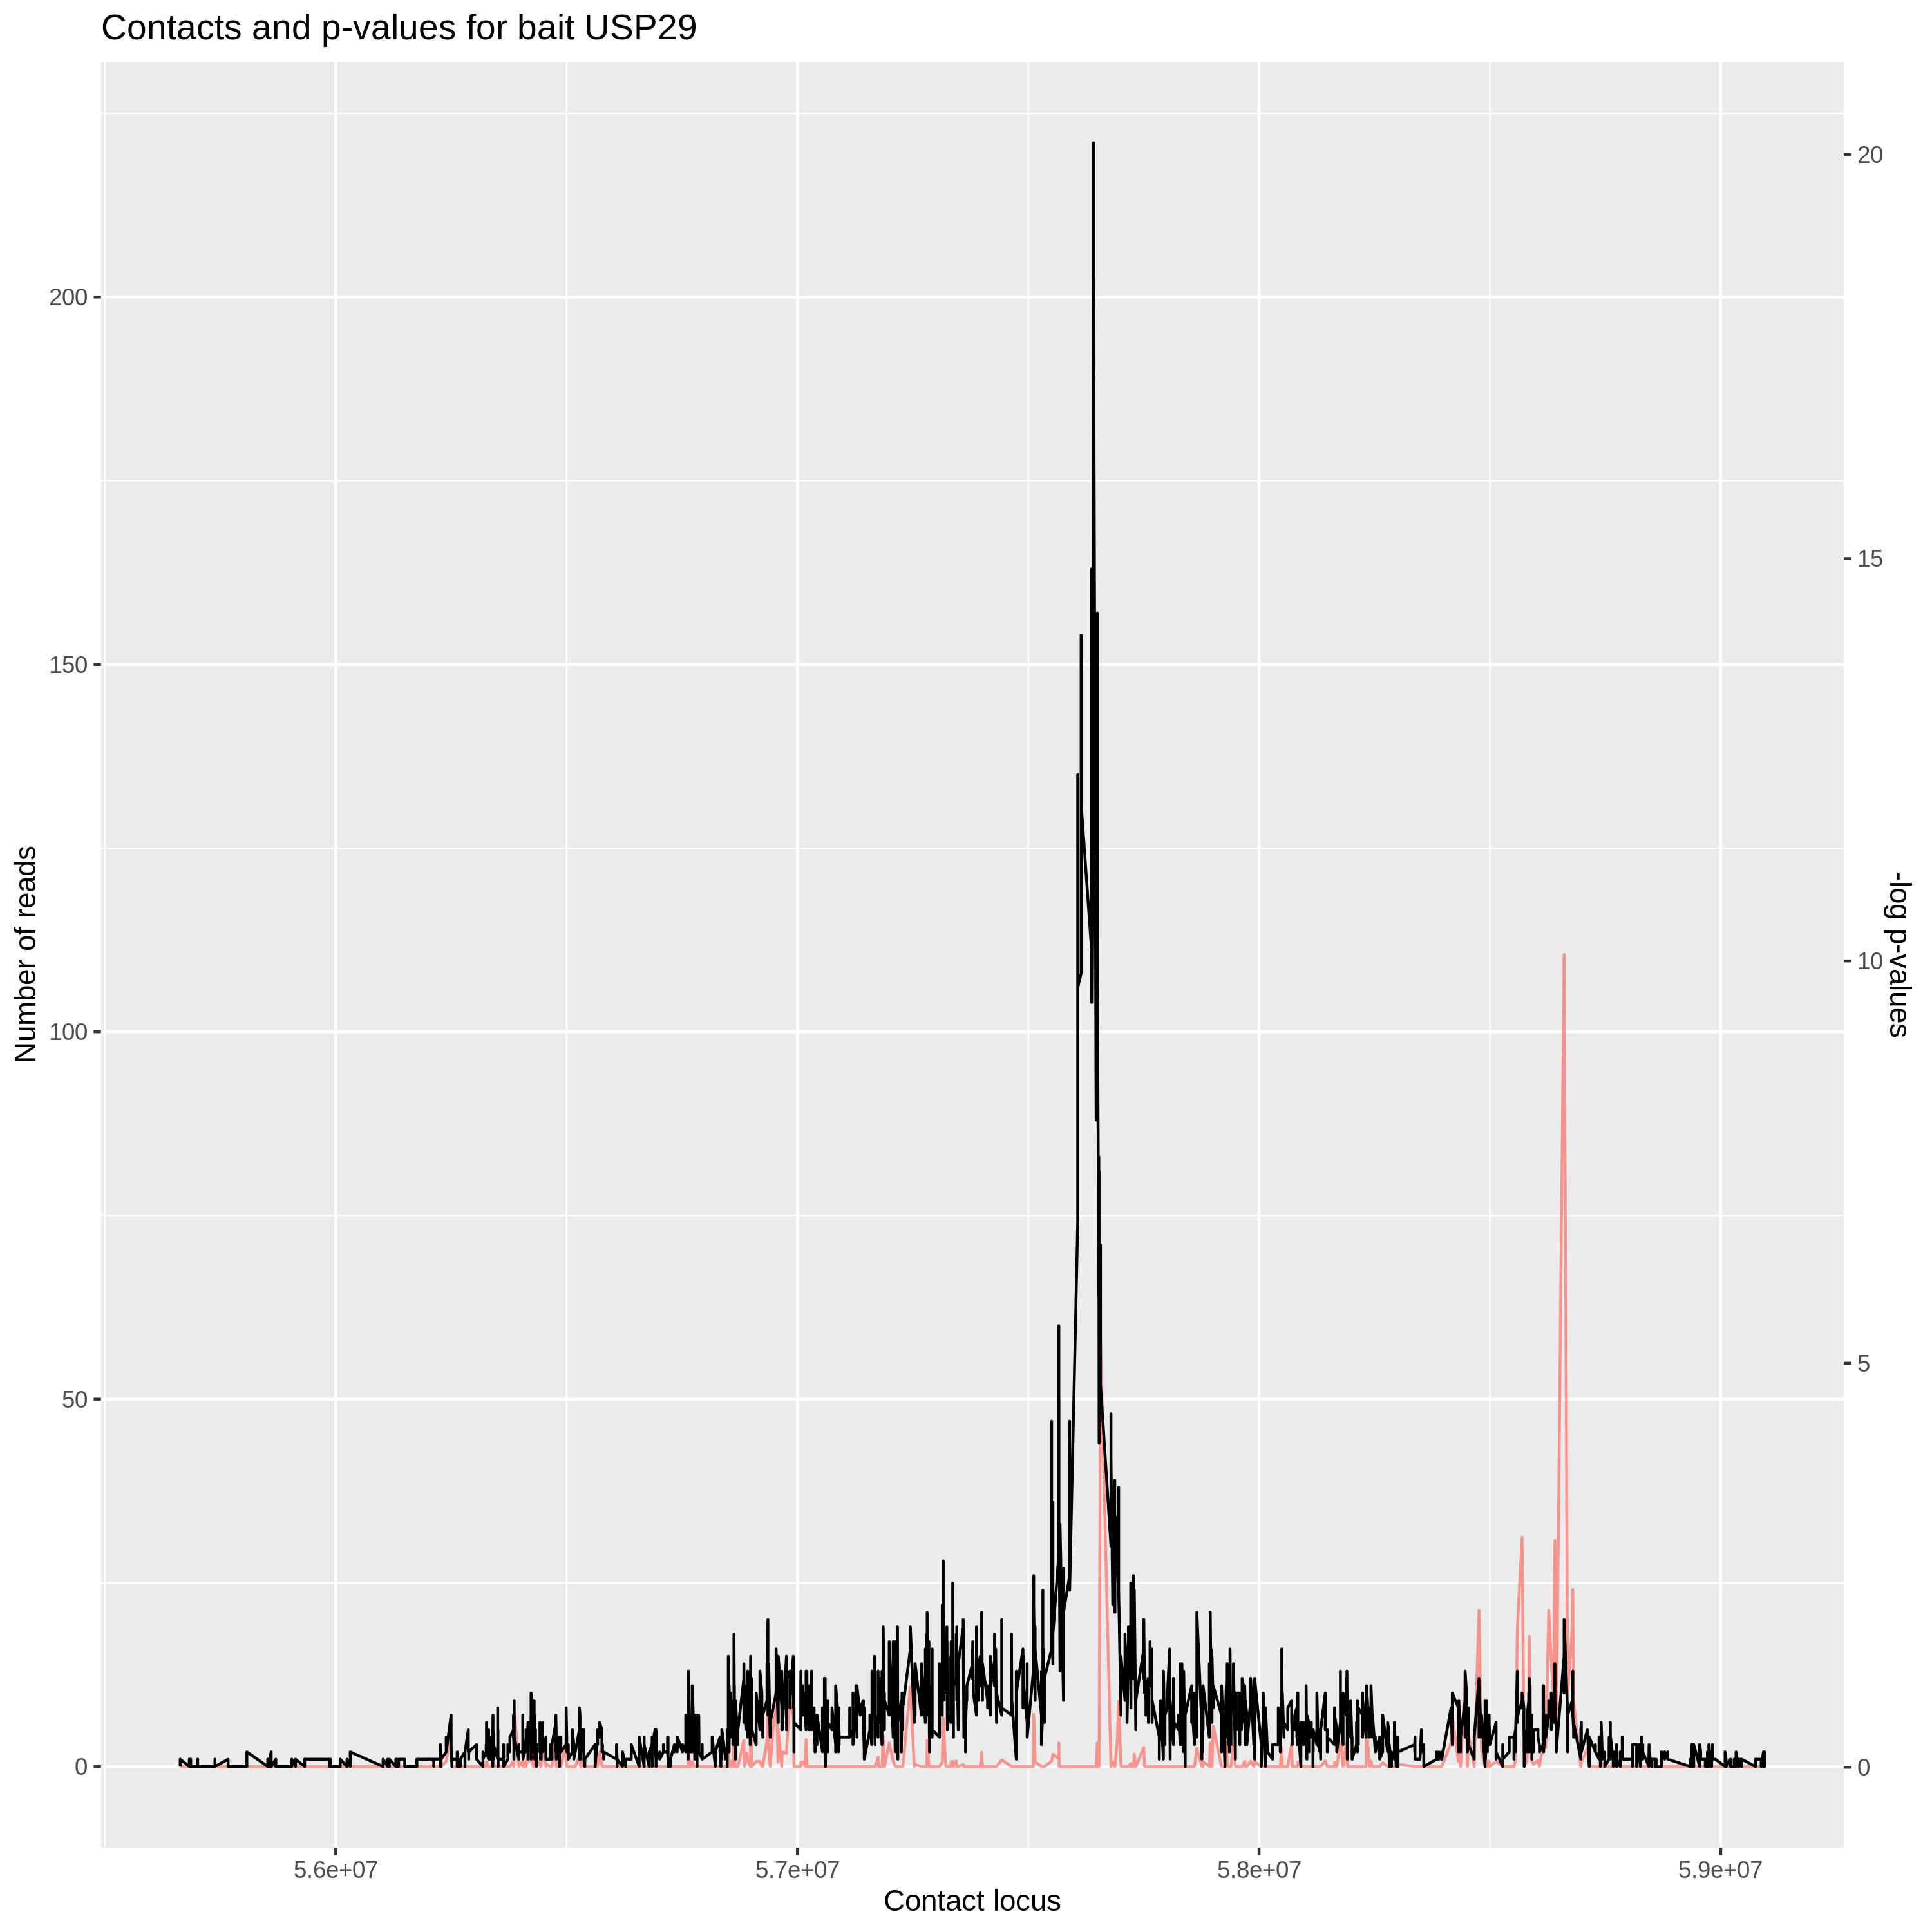 Contacts and p-values for bait USP29
Number of reads
200
150
100
50
0
20
15
10
5
0
-log p-values
5.6e+07
5.7e+07
5.8e+07
5.9e+07
Contact locus